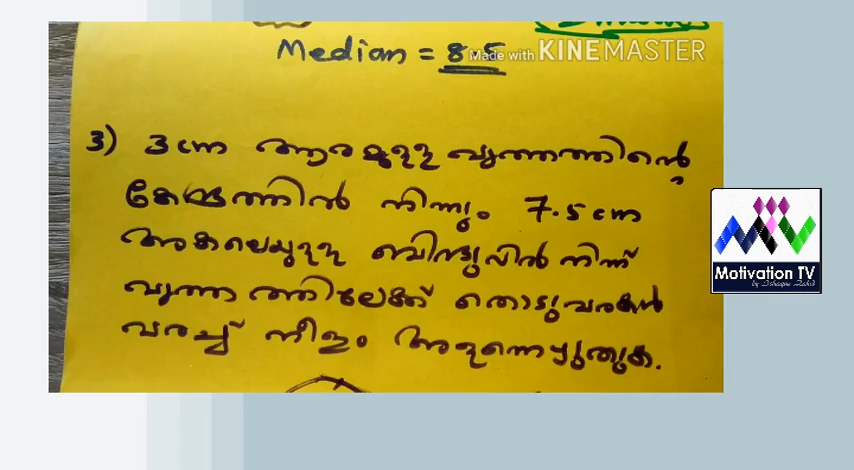 Median = 8.5
Made with KINEMASTER
3) 3cm ആരമുള്ള വൃത്തത്തിന്റെ
കേന്ദ്രത്തിൽ നിന്നും 7.5cm
അകലെയുള്ള ബിന്ദുവിൽ നിന്ന്
വൃത്തത്തിലേക്ക് തൊടുവരകൾ
വരച്ച് നീളം അളന്നെഴുതുക.
Motivation TV